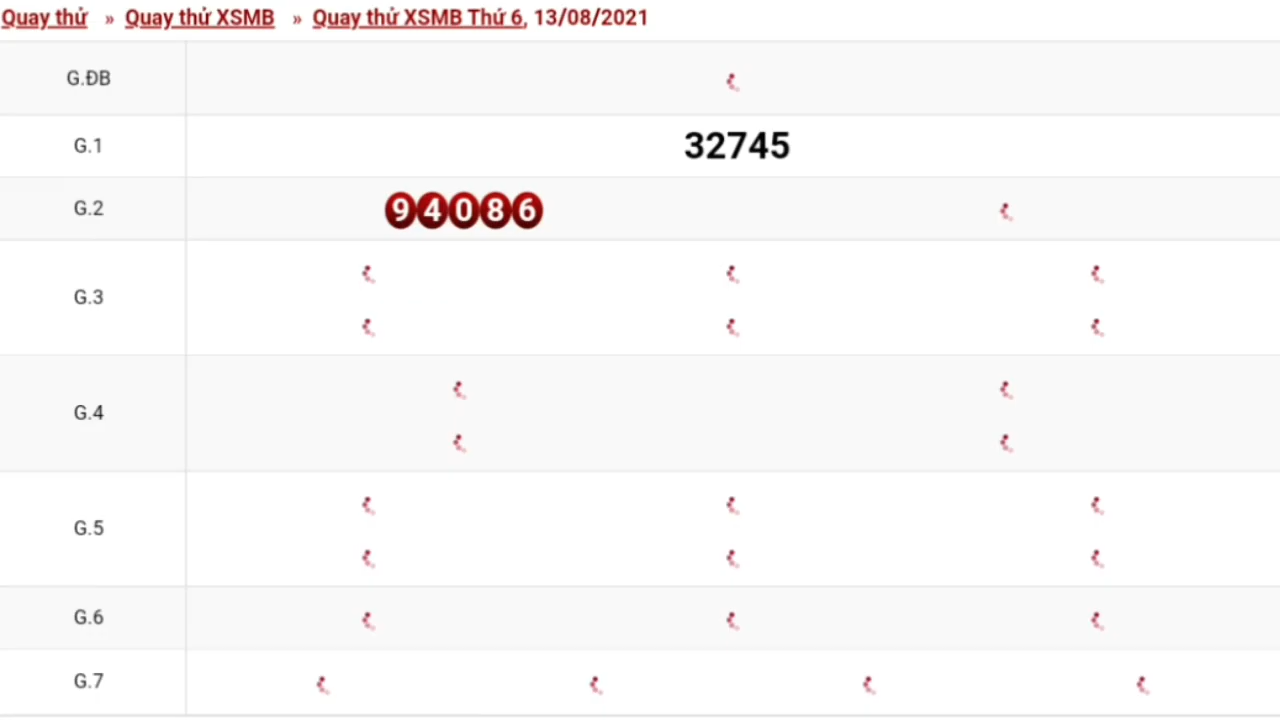 Quay thử » Quay thử XSMB » Quay thử XSMB Thứ 6, 13/08/2021
G.ĐB
G.1 32745
G.2 94086
G.3
G.4
G.5
G.6
G.7